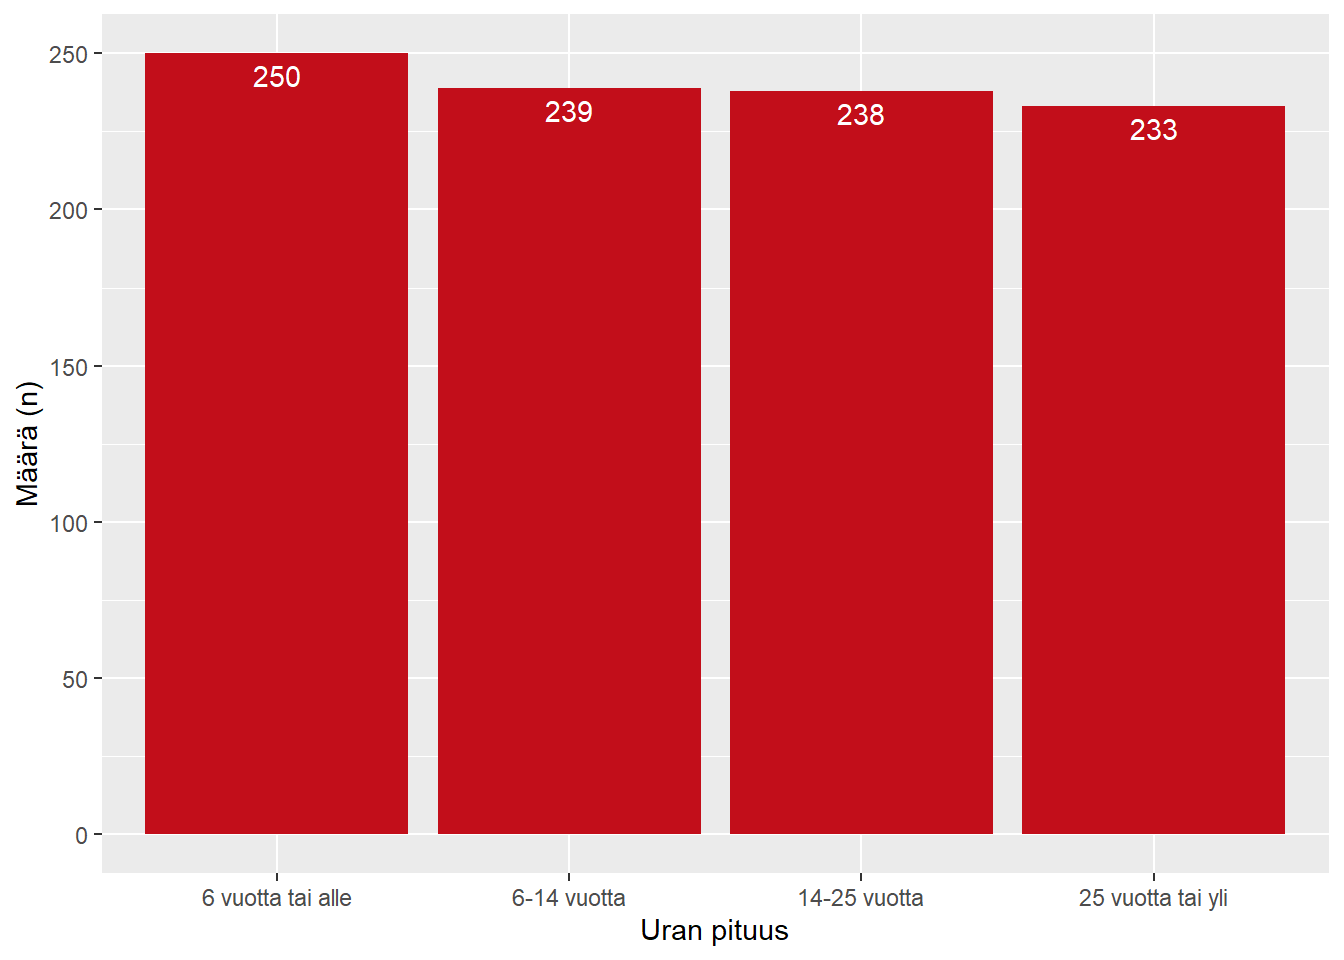 250
200
150
100
50
0
Määrä (n)
250
239
238
233
6 vuotta tai alle
6-14 vuotta
14-25 vuotta
25 vuotta tai yli
Uran pituus